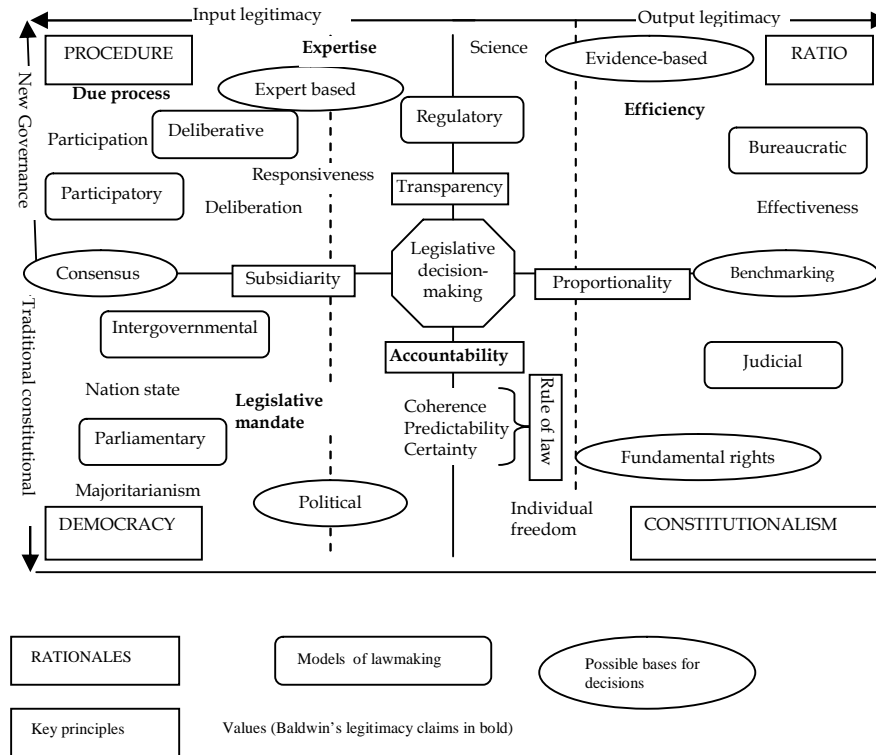 Input legitimacy
Output legitimacy
New Governance
Traditional constitutional
PROCEDURE
Expertise
Science
Evidence-based
RATIO
Due process
Expert based
Efficiency
Participation
Deliberative
Regulatory
Bureaucratic
Responsiveness
Participatory
Deliberation
Transparency
Effectiveness
Consensus
Subsidiarity
Legislative
decision-
making
Proportionality
Benchmarking
Intergovernmental
Accountability
Judicial
Nation state
Legislative
mandate
Coherence
Predictability
Certainty
Rule of law
Parliamentary
Fundamental rights
Majoritarianism
Political
Individual
freedom
DEMOCRACY
CONSTITUTIONALISM
RATIONALES
Models of lawmaking
Possible bases for
decisions
Key principles
Values (Baldwin's legitimacy claims in bold)